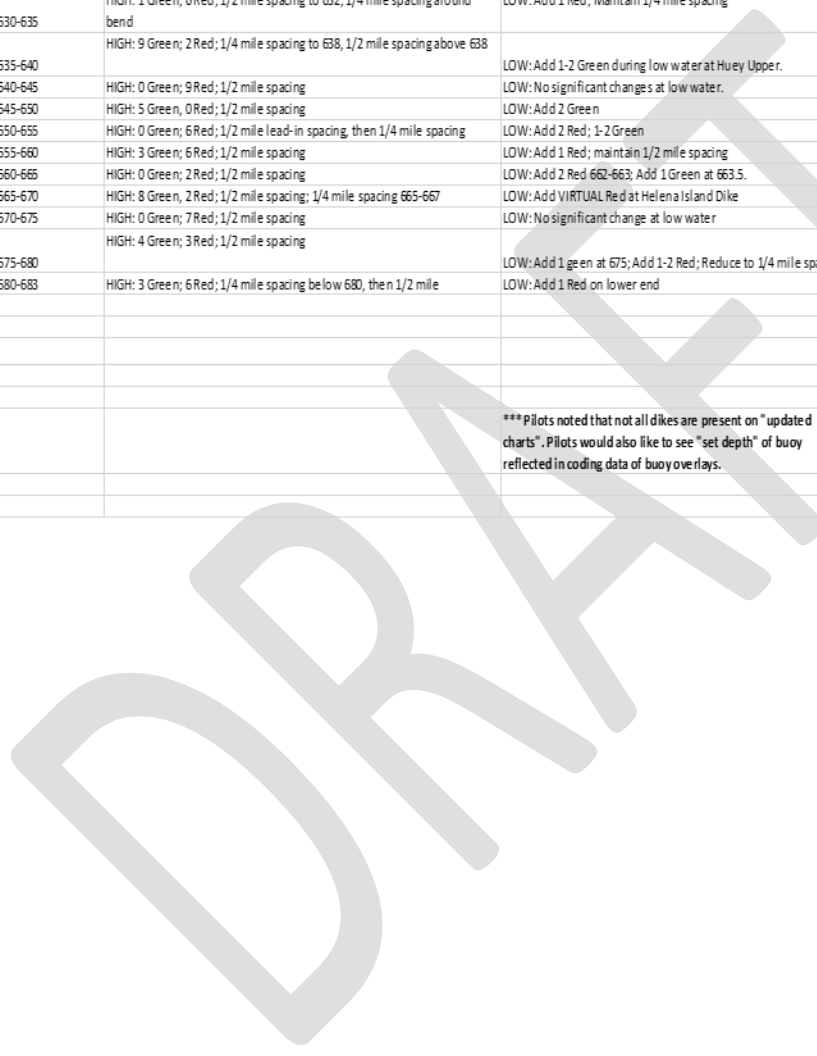 HIGH: 1 Green, 6 Red; 1/2 mile spacing to 632, 1/4 mile spacing around LOW: Add 1 Red; Maintain 1/4 mile spacing
630-635 bend
HIGH: 9 Green; 2 Red; 1/4 mile spacing to 638, 1/2 mile spacing above 638
635-640 LOW: Add 1-2 Green during low water at Huey Upper.
640-645 HIGH: 0 Green; 9 Red; 1/2 mile spacing LOW: No significant changes at low water.
645-650 HIGH: 5 Green, 0 Red; 1/2 mile spacing LOW: Add 2 Green
650-655 HIGH: 0 Green; 6 Red; 1/2 mile lead-in spacing, then 1/4 mile spacing LOW: Add 2 Red; 1-2 Green
655-660 HIGH: 3 Green; 6 Red; 1/2 mile spacing LOW: Add 1 Red; maintain 1/2 mile spacing
660-665 HIGH: 0 Green; 2 Red; 1/2 mile spacing LOW: Add 2 Red 662-663; Add 1 Green at 663.5.
665-670 HIGH: 8 Green, 2 Red; 1/2 mile spacing; 1/4 mile spacing 665-667 LOW: Add VIRTUAL Red at Helena Island Dike
670-675 HIGH: 0 Green; 7 Red; 1/2 mile spacing LOW: No significant change at low water
HIGH: 4 Green; 3 Red; 1/2 mile spacing
675-680 LOW: Add 1 geen at 675; Add 1-2 Red; Reduce to 1/4 mile spa
680-683 HIGH: 3 Green; 6 Red; 1/4 mile spacing below 680, then 1/2 mile LOW: Add 1 Red on lower end
***Pilots noted that not all dikes are present on "updated
charts". Pilots would also like to see "set depth" of buoy
reflected in coding data of buoy overlays.
DRAFT